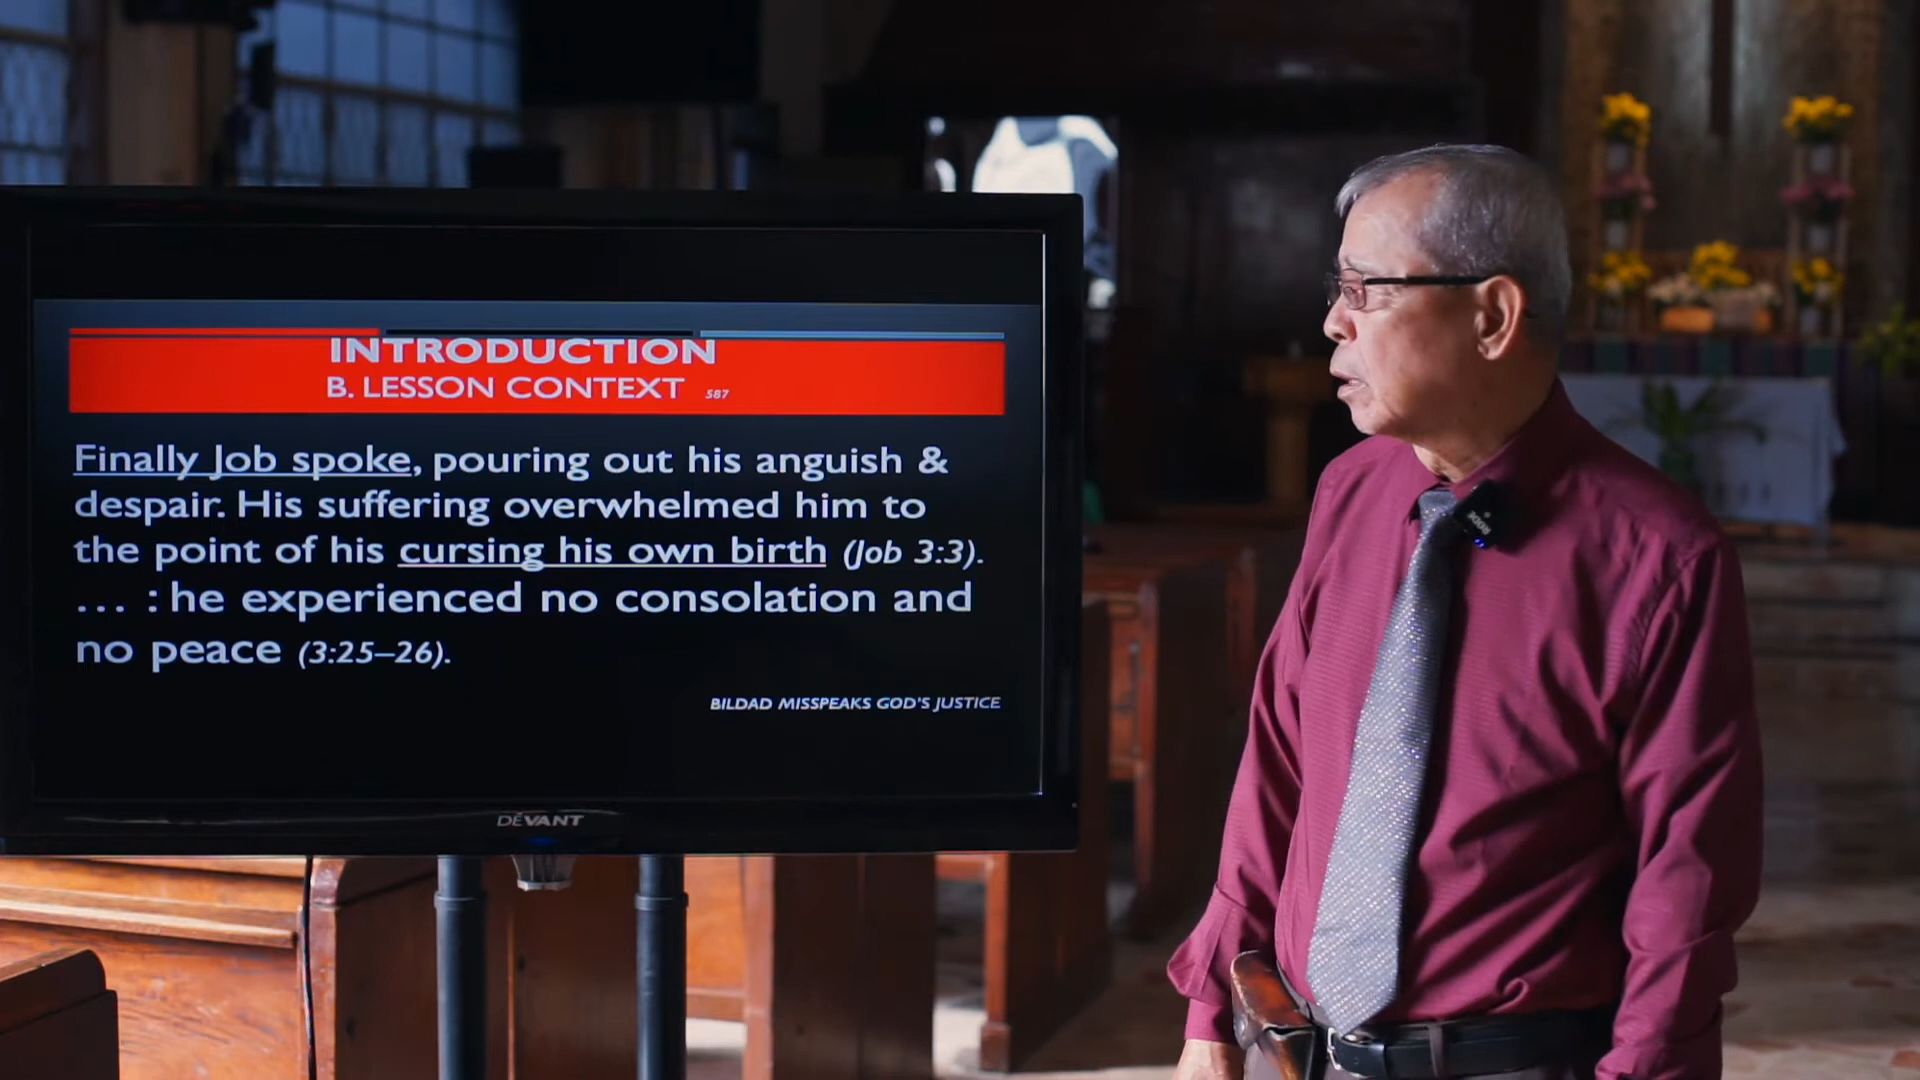 INTRODUCTION
B. LESSON CONTEXT 587
Finally Job spoke, pouring out his anguish &
despair. His suffering overwhelmed him to
the point of his cursing his own birth (Job 3:3).
... : he experienced no consolation and
no peace (3:25–26).
BILDAD MISSPEAKS GOD'S JUSTICE
DEVANT